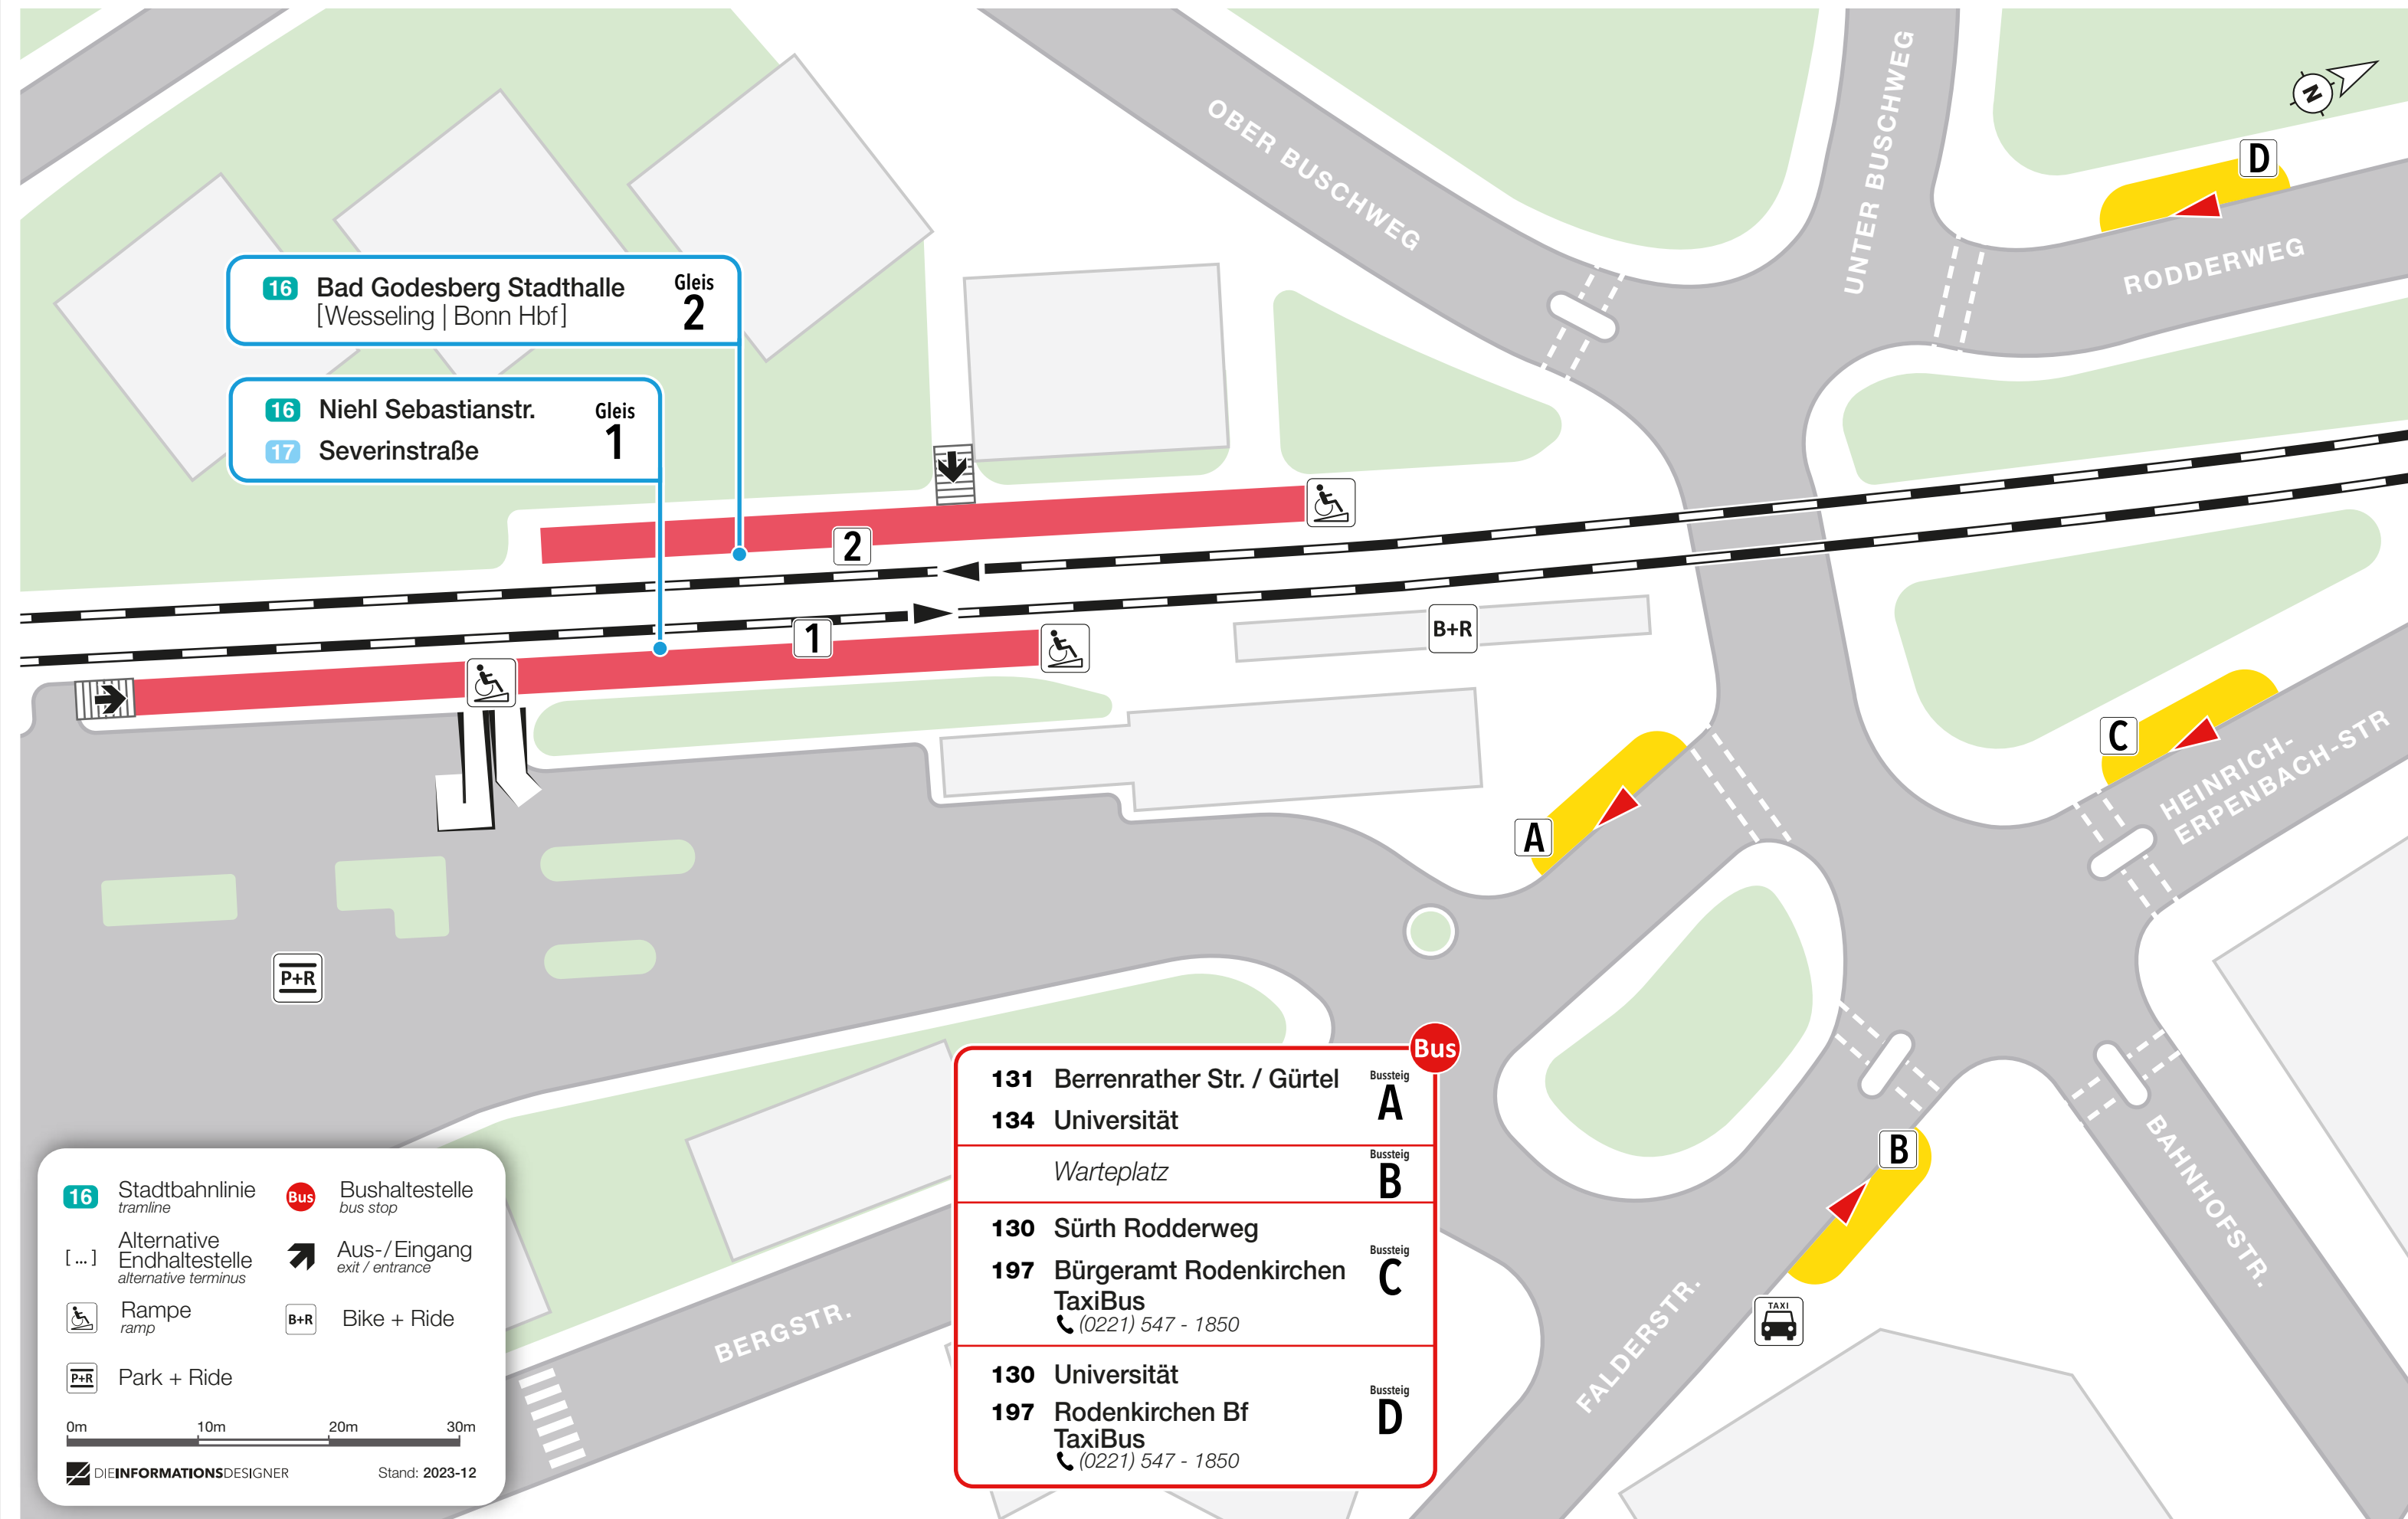 OBER BUSCHWEG
UNTER BUSCHWEG
N
D
RODDERWEG
16 Bad Godesberg Stadthalle
[Wesseling | Bonn Hbf]
Gleis
2
16 Niehl Sebastianstr.
17 Severinstraße
Gleis
1
2
1
B+R
C
HEINRICH-
ERPENBACH-STR
A
P+R
B
BAHNHOFSTR.
TAXI
FALDERSTR.
BERGSTR.
Bus
131 Berrenrather Str. / Gürtel
134 Universität
Bussteig
A
Warteplatz
Bussteig
B
130 Sürth Rodderweg
197 Bürgeramt Rodenkirchen
TaxiBus
(0221) 547 - 1850
Bussteig
C
130 Universität
197 Rodenkirchen Bf
TaxiBus
(0221) 547 - 1850
Bussteig
D
16 Stadtbahnlinie
tramline
Bus Bushaltestelle
bus stop
[ ... ] Alternative
Endhaltestelle
alternative terminus
Aus-/Eingang
exit / entrance
Rampe
ramp
B+R Bike + Ride
P+R Park + Ride
0m 10m 20m 30m
DIEINFORMATIONSDESIGNER
Stand: 2023-12